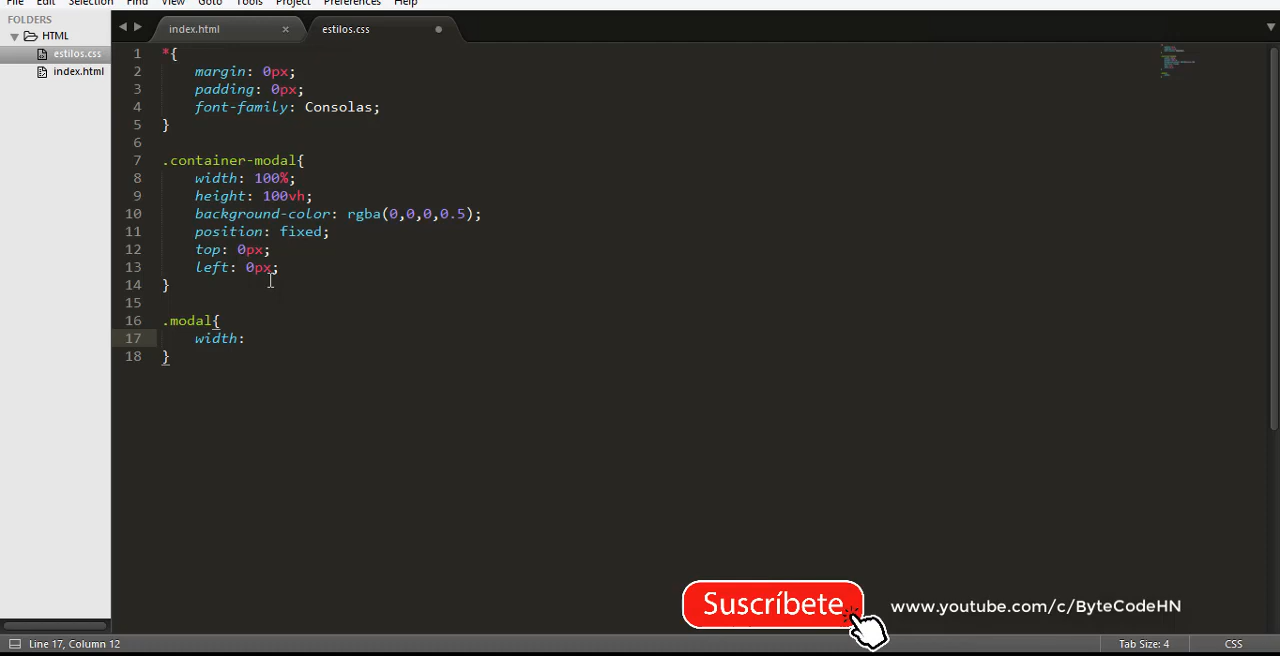 File Edit Selection Find View Goto Tools Project Preferences Help
FOLDERS
HTML
estilos.css
index.html
index.html × estilos.css
1 *{
2 margin: 0px;
3 padding: 0px;
4 font-family: Consolas;
5 }
6
7 .container-modal{
8 width: 100%;
9 height: 100vh;
10 background-color: rgba(0,0,0,0.5);
11 position: fixed;
12 top: 0px;
13 left: 0px;
14 }
15
16 .modal{
17 width:
18 }
Suscríbete
www.youtube.com/c/ByteCodeHN
Line 17, Column 12
Tab Size: 4
CSS